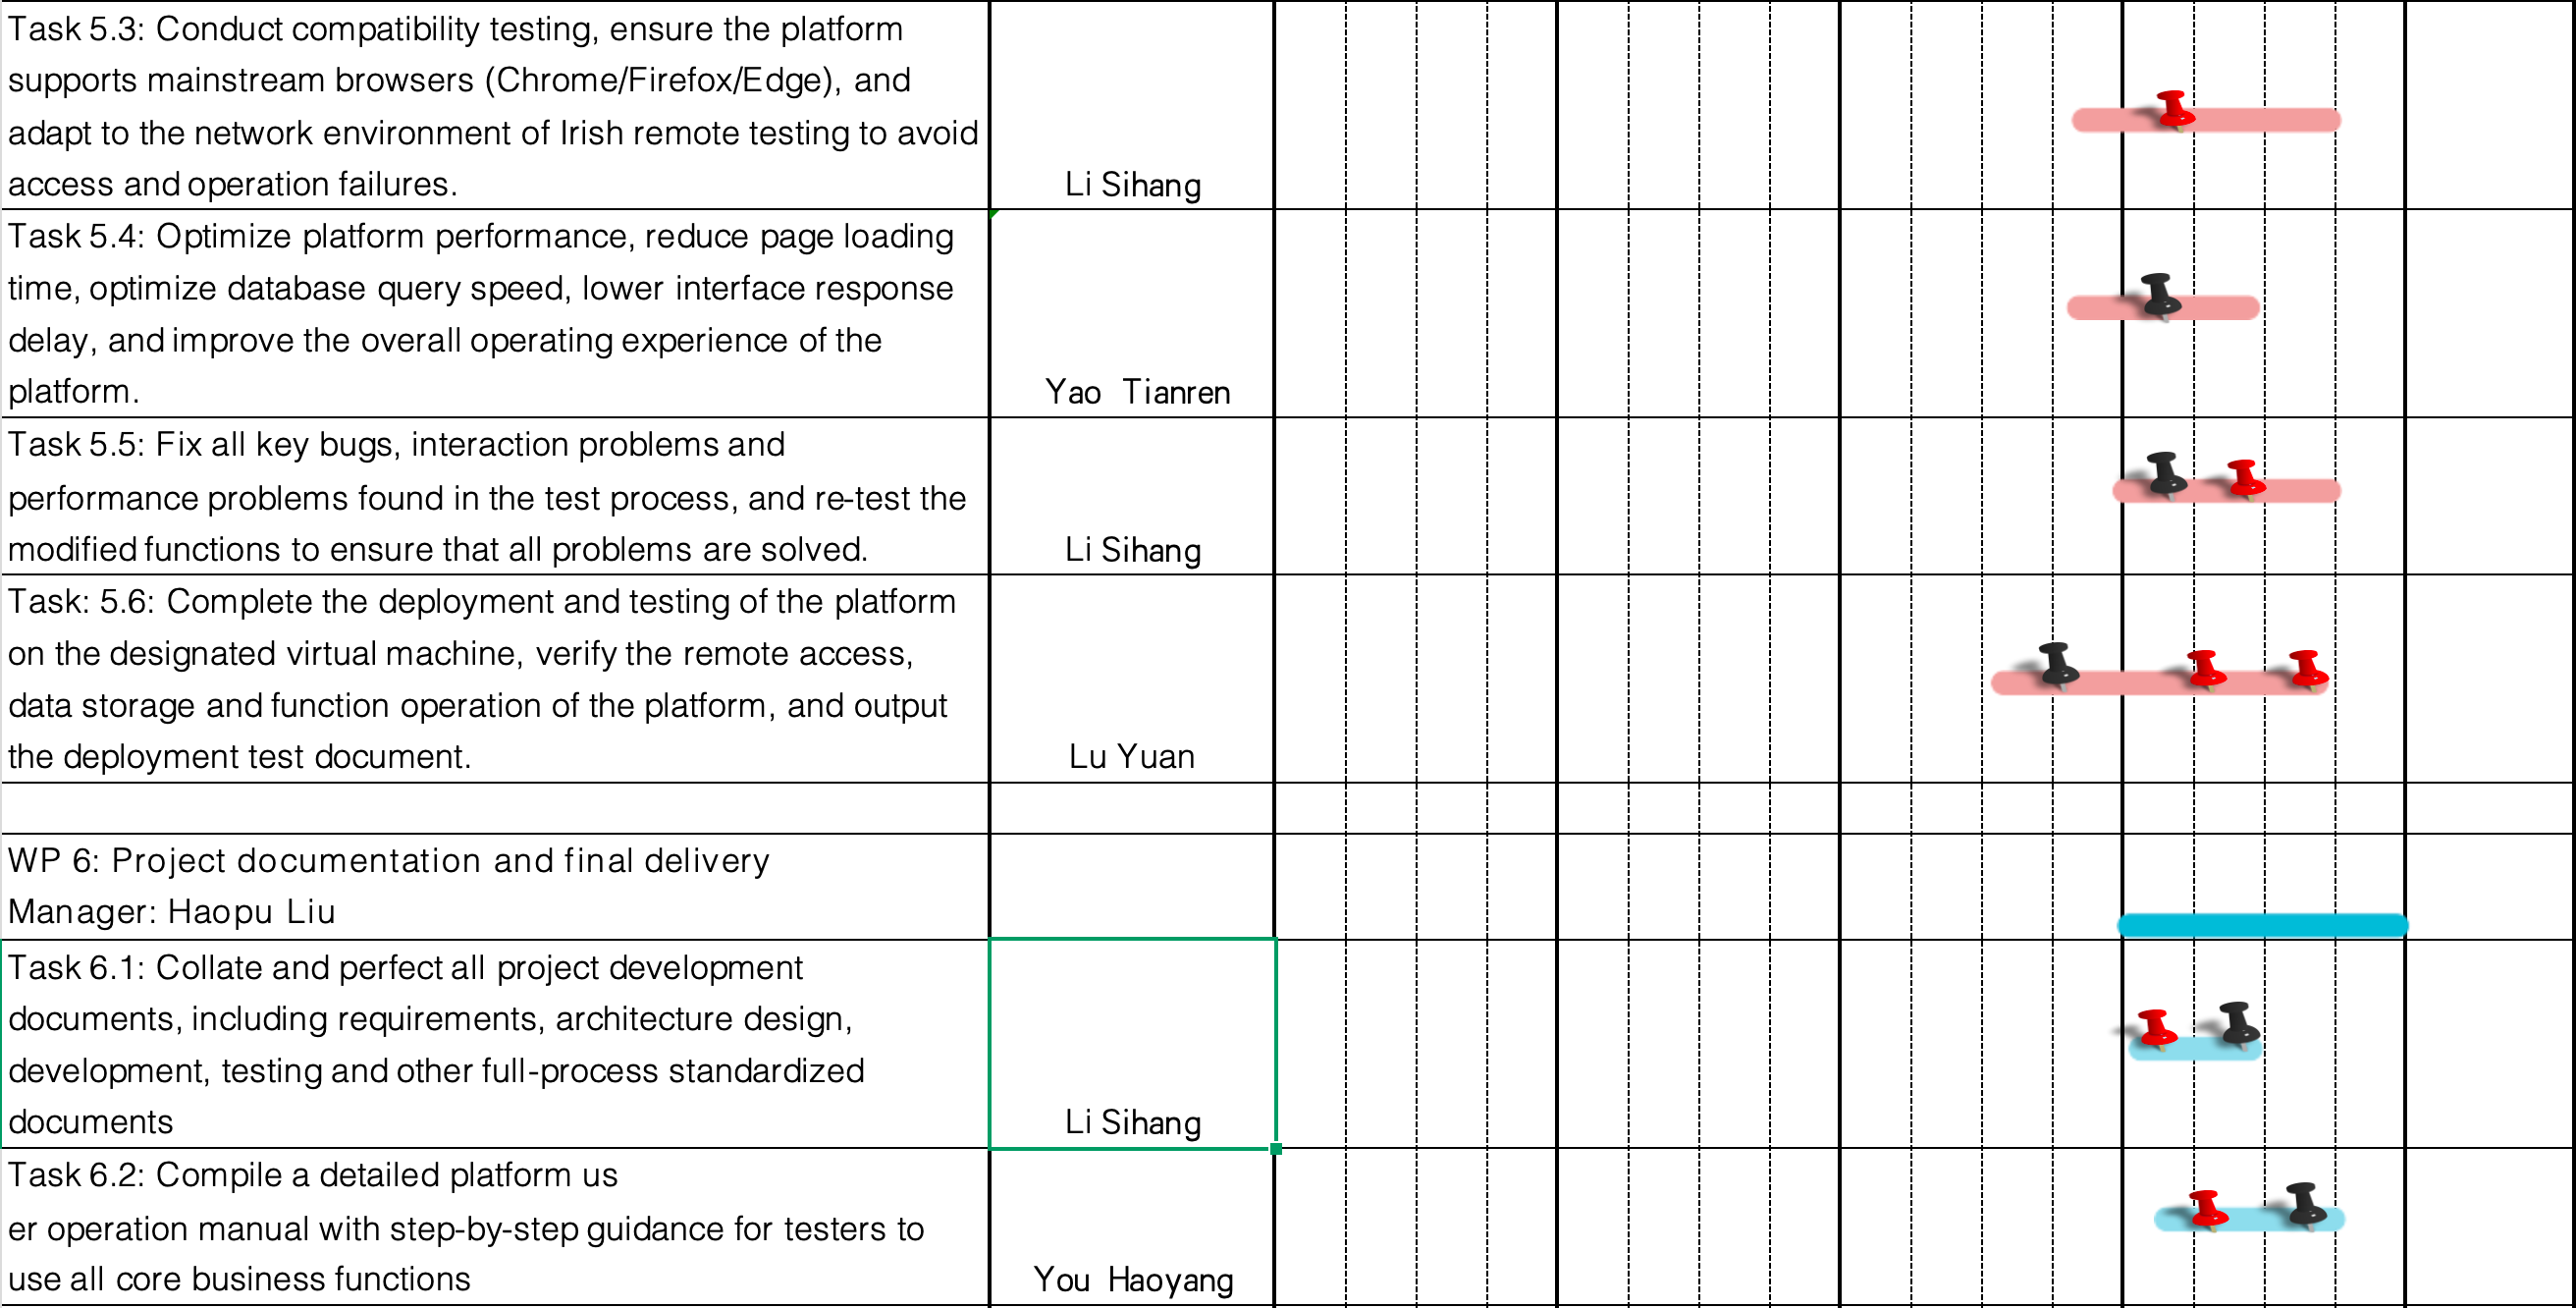 Task 5.3: Conduct compatibility testing, ensure the platform
supports mainstream browsers (Chrome/Firefox/Edge), and
adapt to the network environment of Irish remote testing to avoid
access and operation failures.
Li Sihang
Task 5.4: Optimize platform performance, reduce page loading
time, optimize database query speed, lower interface response
delay, and improve the overall operating experience of the
platform.
Yao Tianren
Task 5.5: Fix all key bugs, interaction problems and
performance problems found in the test process, and re-test the
modified functions to ensure that all problems are solved.
Li Sihang
Task: 5.6: Complete the deployment and testing of the platform
on the designated virtual machine, verify the remote access,
data storage and function operation of the platform, and output
the deployment test document.
Lu Yuan
WP 6: Project documentation and final delivery
Manager: Haopu Liu
Task 6.1: Collate and perfect all project development
documents, including requirements, architecture design,
development, testing and other full-process standardized
documents
Li Sihang
Task 6.2: Compile a detailed platform us
er operation manual with step-by-step guidance for testers to
use all core business functions
You Haoyang